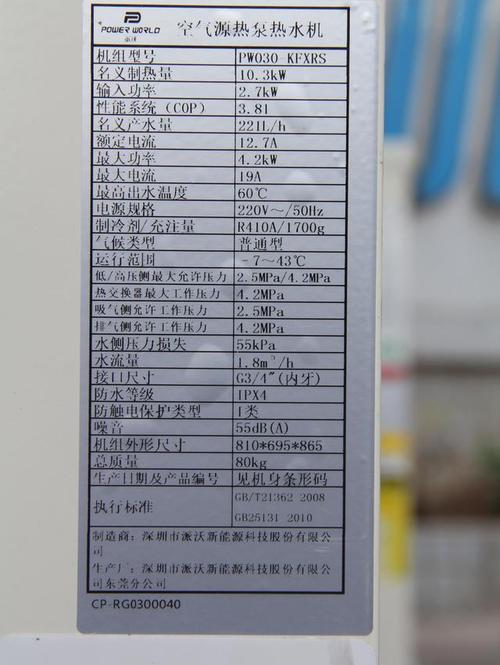 POWER WORLD
派沃
空气源热泵热水机
机组型号 PW030 KFXRS
名义制热量 10.3kW
输入功率 2.7kW
性能系统(COP) 3.81
名义产水量 221L/h
额定电流 12.7A
最大功率 4.2kW
最大电流 19A
最高出水温度 60℃
电源规格 220V～/50Hz
制冷剂/充注量 R410A/1700g
气候类型 普通型
运行范围 -7～43℃
低/高压侧最大允许压力 2.5MPa/4.2MPa
热交换器最大工作压力 4.2MPa
吸气侧允许工作压力 2.5MPa
排气侧允许工作压力 4.2MPa
水侧压力损失 55kPa
水流量 1.8m³/h
接口尺寸 G3/4"(内牙)
防水等级 IPX4
防触电保护类型 I类
噪音 55dB(A)
机组外形尺寸 810*695*865
总质量 80kg
生产日期及产品编号 见机身条形码
执行标准 GB/T21362 2008
GB25131 2010
制造商：深圳市派沃新能源科技股份有限公
司
生产厂：深圳市派沃新能源科技股份有限公
司东莞分公司
CP-RG0300040